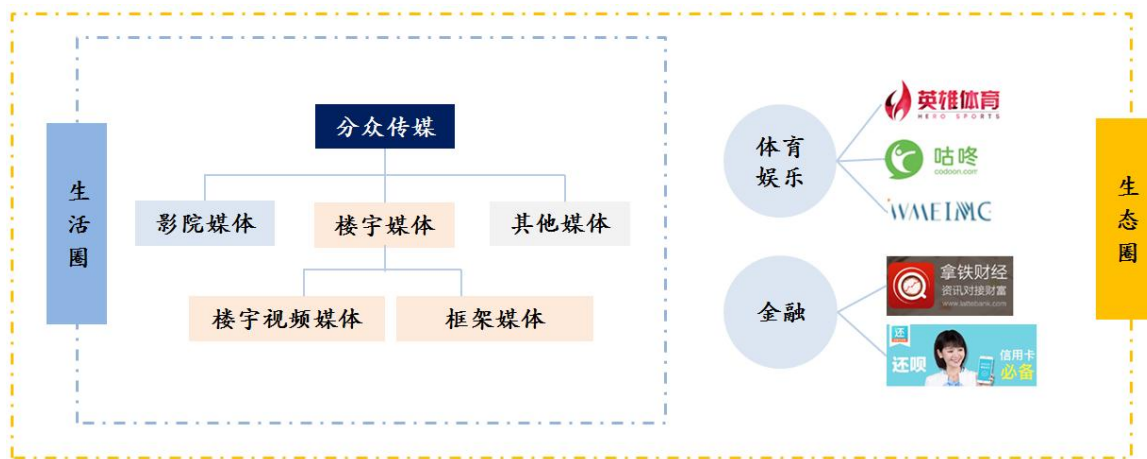 生活圈
分众传媒
影院媒体
楼宇媒体
其他媒体
楼宇视频媒体
框架媒体
体育
娱乐
英雄体育
HERO SPORTS
咕咚
codoon.com
WMEIMC
金融
拿铁财经
资讯对接财富
www.lattebank.com
还
还呗
信用卡
必备
生态圈